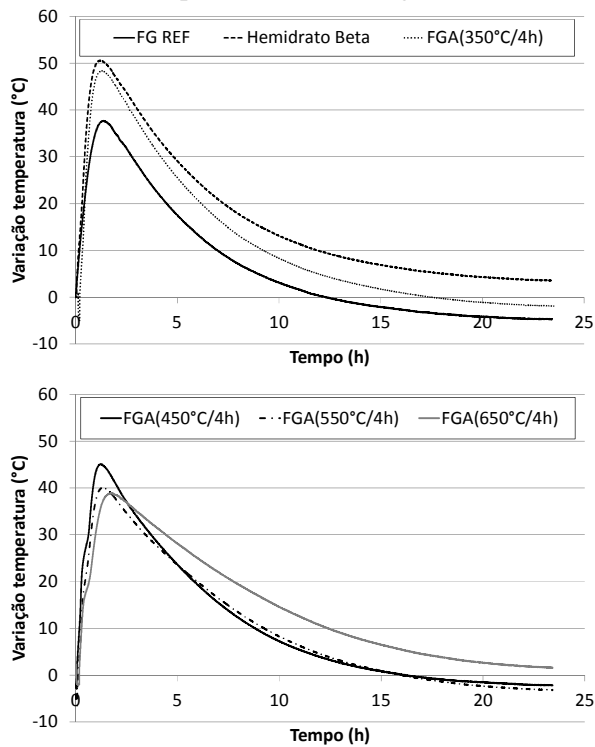 60
50
40
30
20
10
0
-10
Variação temperatura (°C)
FG REF
Hemidrato Beta
FGA(350°C/4h)
0
5
10
15
20
25
Tempo (h)
60
50
40
30
20
10
0
-10
Variação temperatura (°C)
FGA(450°C/4h)
FGA(550°C/4h)
FGA(650°C/4h)
0
5
10
15
20
25
Tempo (h)